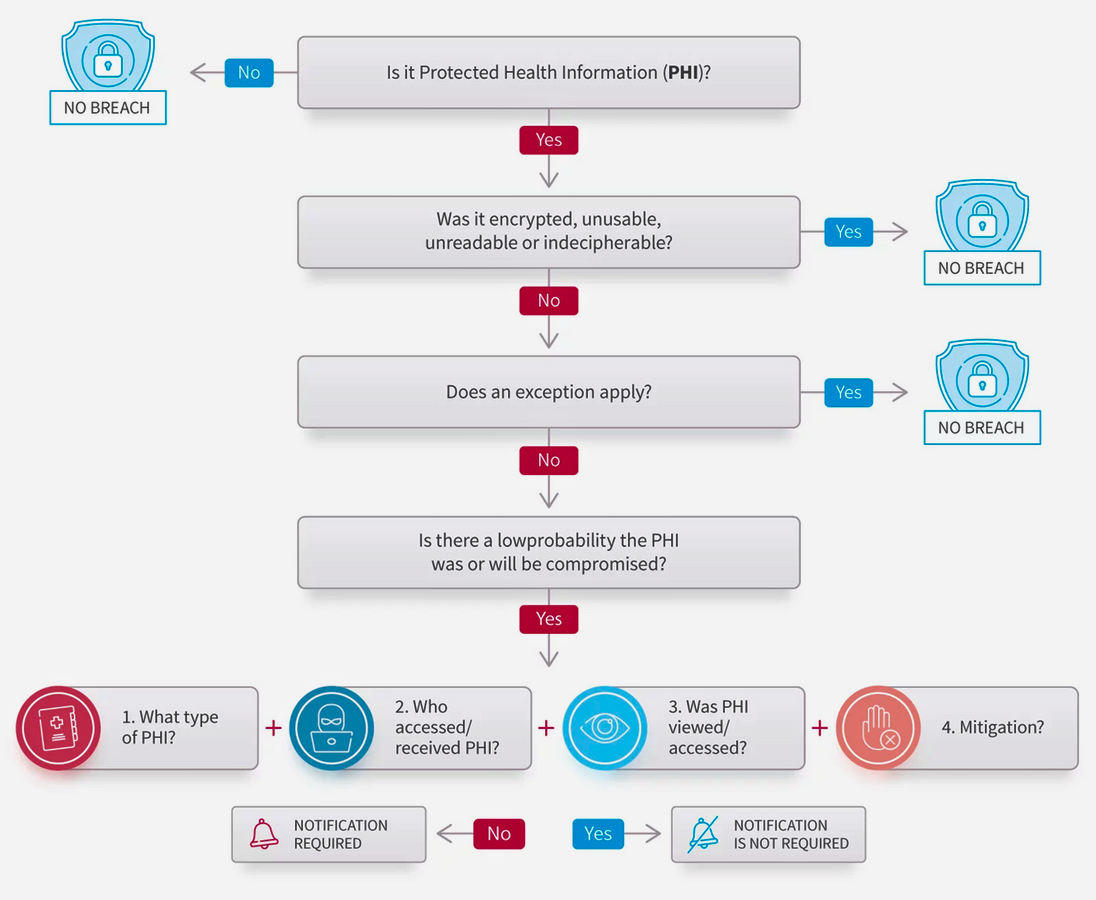 No
Is it Protected Health Information (PHI)?
NO BREACH
Yes
Was it encrypted, unusable,
unreadable or indecipherable?
Yes
NO BREACH
No
Does an exception apply?
Yes
NO BREACH
No
Is there a lowprobability the PHI
was or will be compromised?
Yes
1. What type
of PHI?
+
2. Who
accessed/
received PHI?
+
3. Was PHI
viewed/
accessed?
+
4. Mitigation?
NOTIFICATION
REQUIRED
No
Yes
NOTIFICATION
IS NOT REQUIRED